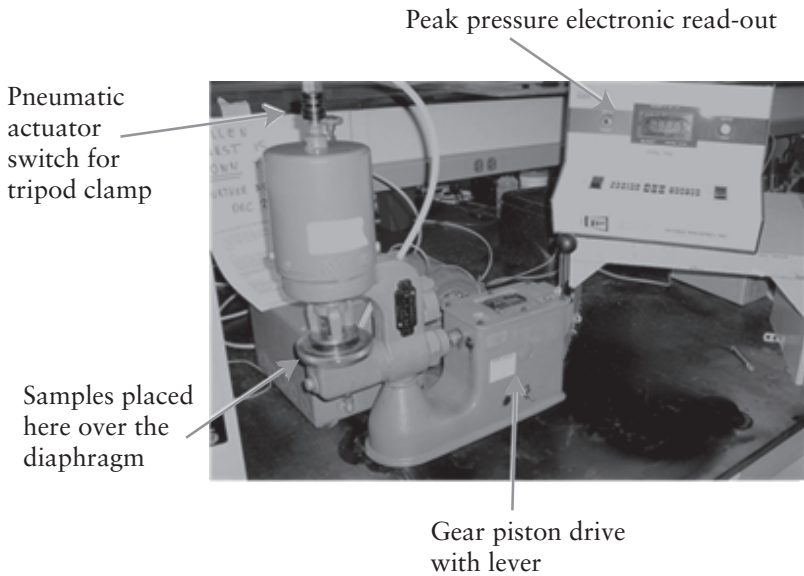 Peak pressure electronic read-out
Pneumatic
actuator
switch for
tripod clamp
Samples placed
here over the
diaphragm
Gear piston drive
with lever